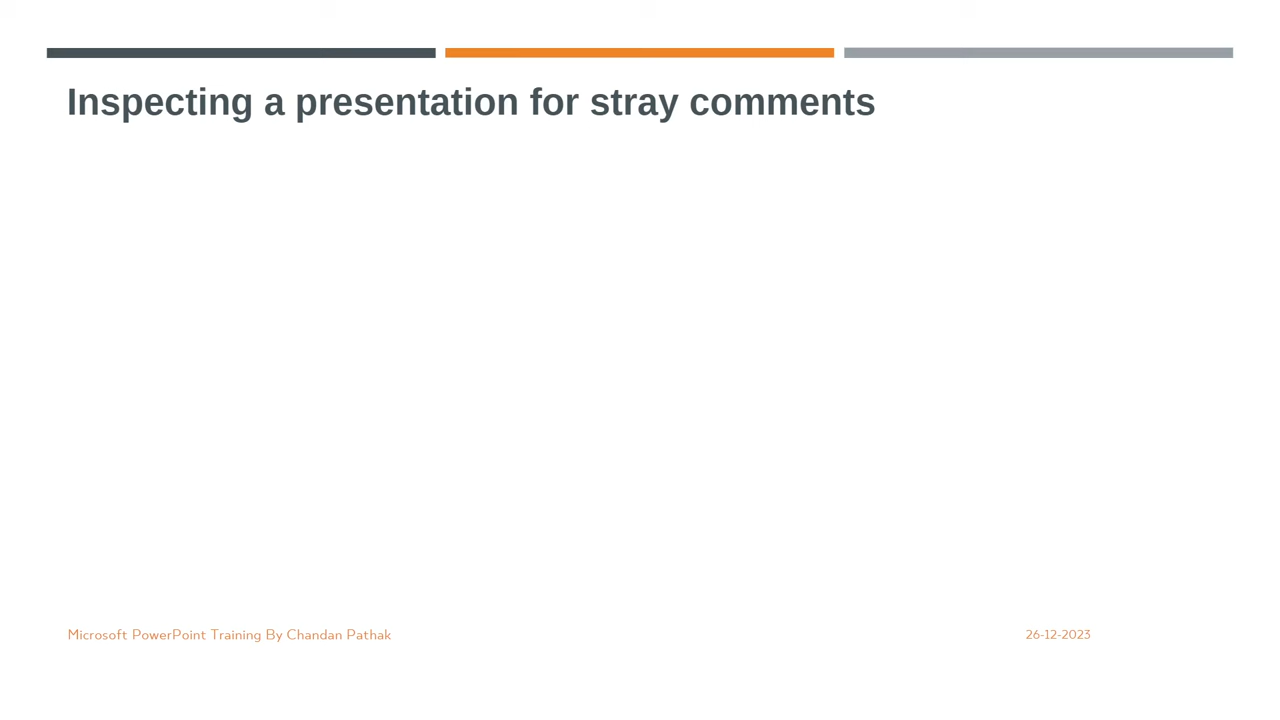 Inspecting a presentation for stray comments
Microsoft PowerPoint Training By Chandan Pathak
26-12-2023